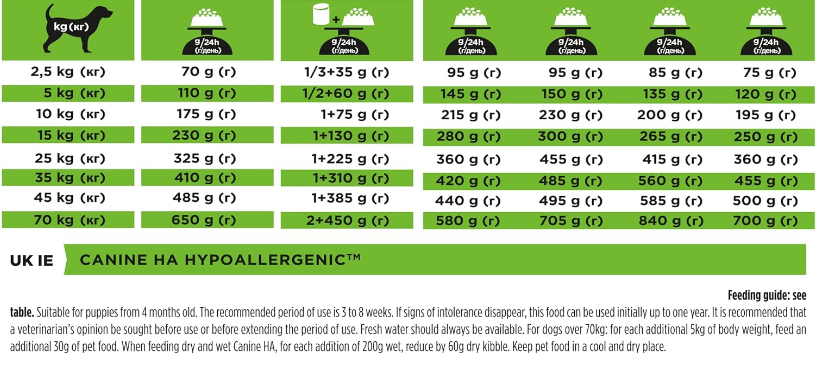 kg(кг) g/24h (г/день) + g/24h (г/день) g/24h (г/день) g/24h (г/день) g/24h (г/день) g/24h (г/день)
2,5 kg (кг) 70 g (г) 1/3+35 g (г) 95 g (г) 95 g (г) 85 g (г) 75 g (г)
5 kg (кг) 110 g (г) 1/2+60 g (г) 145 g (г) 150 g (г) 135 g (г) 120 g (г)
10 kg (кг) 175 g (г) 1+75 g (г) 215 g (г) 230 g (г) 200 g (г) 195 g (г)
15 kg (кг) 230 g (г) 1+130 g (г) 280 g (г) 300 g (г) 265 g (г) 250 g (г)
25 kg (кг) 325 g (г) 1+225 g (г) 360 g (г) 455 g (г) 415 g (г) 360 g (г)
35 kg (кг) 410 g (г) 1+310 g (г) 420 g (г) 485 g (г) 560 g (г) 455 g (г)
45 kg (кг) 485 g (г) 1+385 g (г) 440 g (г) 495 g (г) 585 g (г) 500 g (г)
70 kg (кг) 650 g (г) 2+450 g (г) 580 g (г) 705 g (г) 840 g (г) 700 g (г)
UK IE CANINE HA HYPOALLERGENIC™
Feeding guide: see
table. Suitable for puppies from 4 months old. The recommended period of use is 3 to 8 weeks. If signs of intolerance disappear, this food can be used initially up to one year. It is recommended that
a veterinarian's opinion be sought before use or before extending the period of use. Fresh water should always be available. For dogs over 70kg: for each additional 5kg of body weight, feed an
additional 30g of pet food. When feeding dry and wet Canine HA, for each addition of 200g wet, reduce by 60g dry kibble. Keep pet food in a cool and dry place.